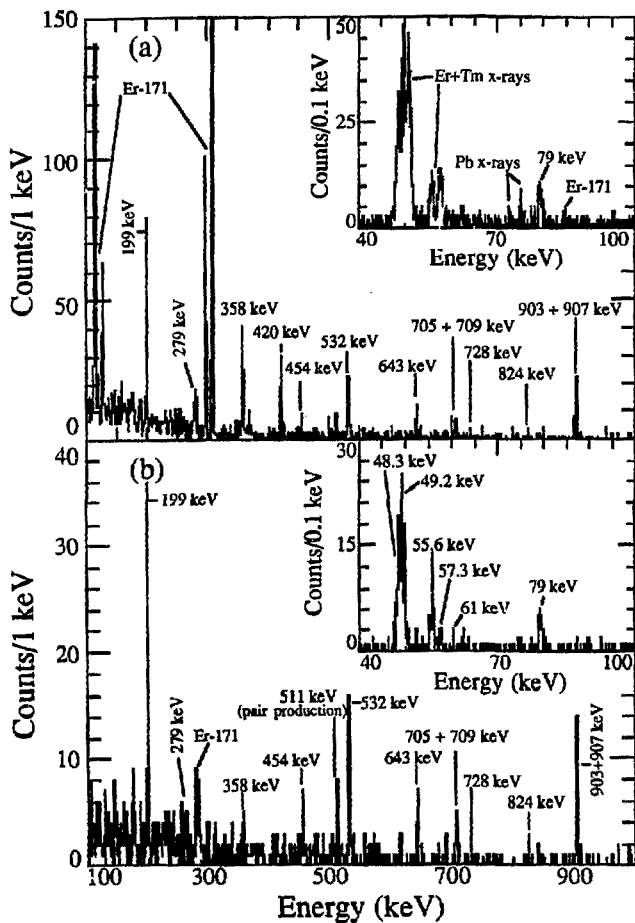 150
(a)
Er-171
100
Counts/1 keV
199 keV
50
279 keV
358 keV
420 keV
454 keV
532 keV
643 keV
705 + 709 keV
728 keV
824 keV
903 + 907 keV
0
50
Counts/0.1 keV
25
0
Er+Tm x-rays
Pb x-rays
79 keV
Er-171
40 70 100
Energy (keV)
40
(b)
199 keV
30
Counts/1 keV
20
10
0
279 keV
Er-171
358 keV
454 keV
511 keV
(pair production)
532 keV
643 keV
705 + 709 keV
728 keV
824 keV
903+907 keV
30
Counts/0.1 keV
15
0
48.3 keV
49.2 keV
55.6 keV
57.3 keV
61 keV
79 keV
40 70 100
Energy (keV)
100 300 500 700 900
Energy (keV)